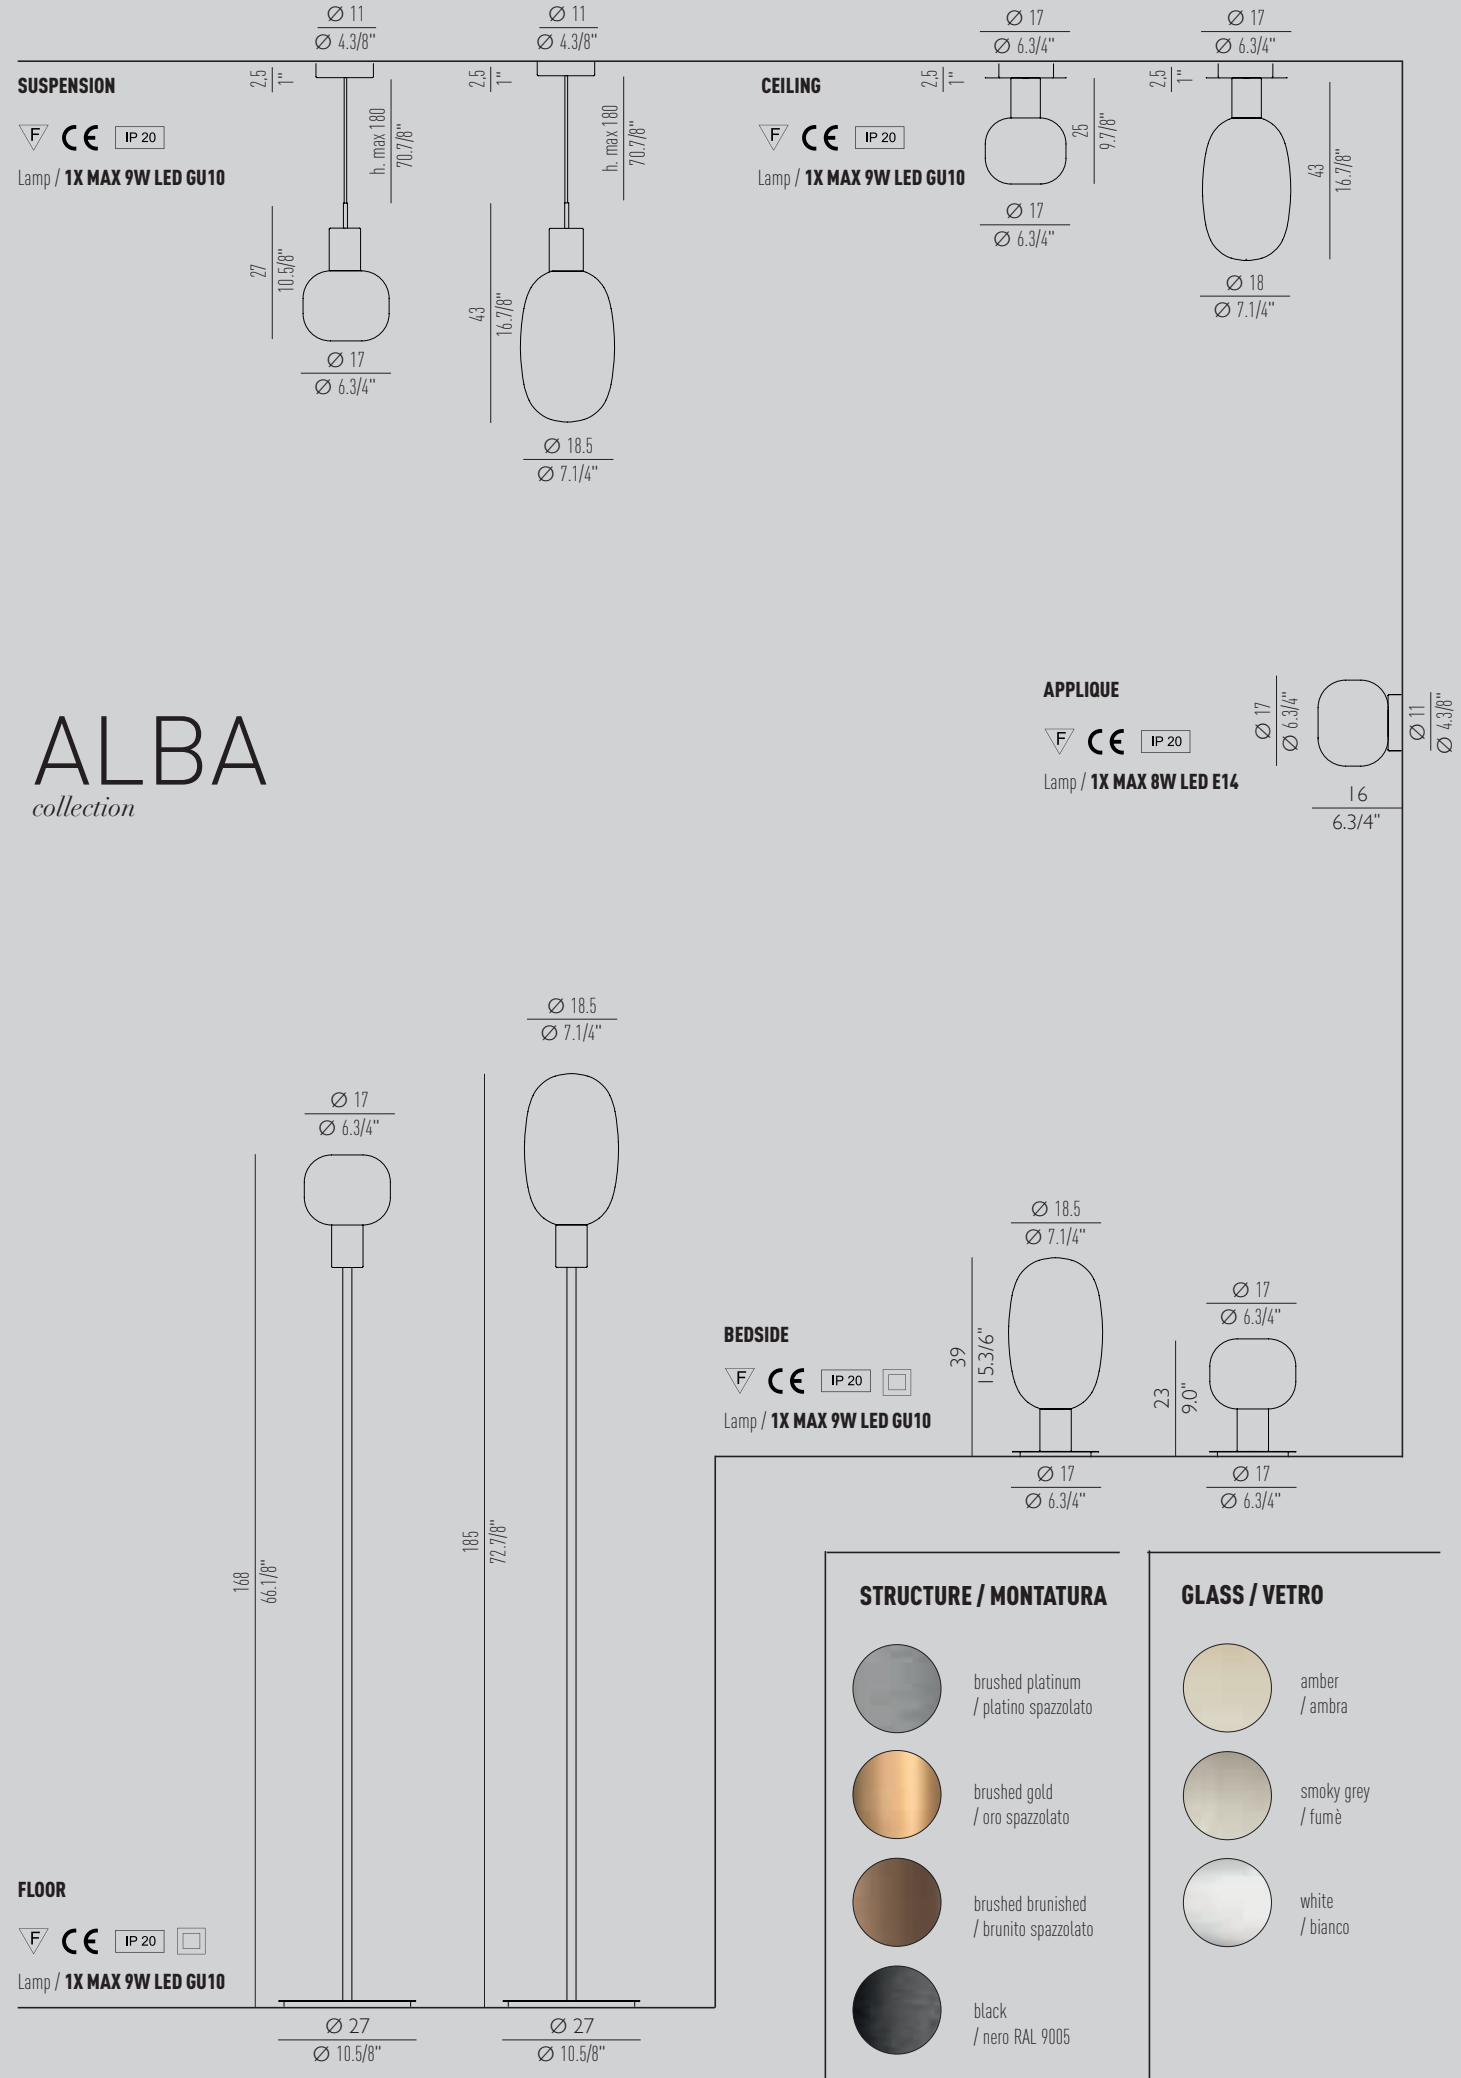 Ø 11
Ø 4.3/8"
Ø 11
Ø 4.3/8"
Ø 17
Ø 6.3/4"
Ø 17
Ø 6.3/4"
SUSPENSION
F CE IP 20
Lamp / 1X MAX 9W LED GU10
2,5
1"
h. max 180
70.7/8"
27
10.5/8"
Ø 17
Ø 6.3/4"
2,5
1"
h. max 180
70.7/8"
43
16.7/8"
Ø 18.5
Ø 7.1/4"
CEILING
F CE IP 20
Lamp / 1X MAX 9W LED GU10
2,5
1"
25
9.7/8"
Ø 17
Ø 6.3/4"
2,5
1"
43
16.7/8"
Ø 18
Ø 7.1/4"
APPLIQUE
F CE IP 20
Lamp / 1X MAX 8W LED E14
Ø 17
Ø 6.3/4"
Ø 11
Ø 4.3/8"
16
6.3/4"
ALBA
collection
Ø 17
Ø 6.3/4"
168
66.1/8"
Ø 18.5
Ø 7.1/4"
185
72.7/8"
FLOOR
F CE IP 20
Lamp / 1X MAX 9W LED GU10
Ø 27
Ø 10.5/8"
Ø 27
Ø 10.5/8"
BEDSIDE
F CE IP 20
Lamp / 1X MAX 9W LED GU10
Ø 18.5
Ø 7.1/4"
39
15.3/6"
Ø 17
Ø 6.3/4"
Ø 17
Ø 6.3/4"
23
9.0"
Ø 17
Ø 6.3/4"
STRUCTURE / MONTATURA
brushed platinum
/ platino spazzolato
brushed gold
/ oro spazzolato
brushed brunished
/ brunito spazzolato
black
/ nero RAL 9005
GLASS / VETRO
amber
/ ambra
smoky grey
/ fumè
white
/ bianco